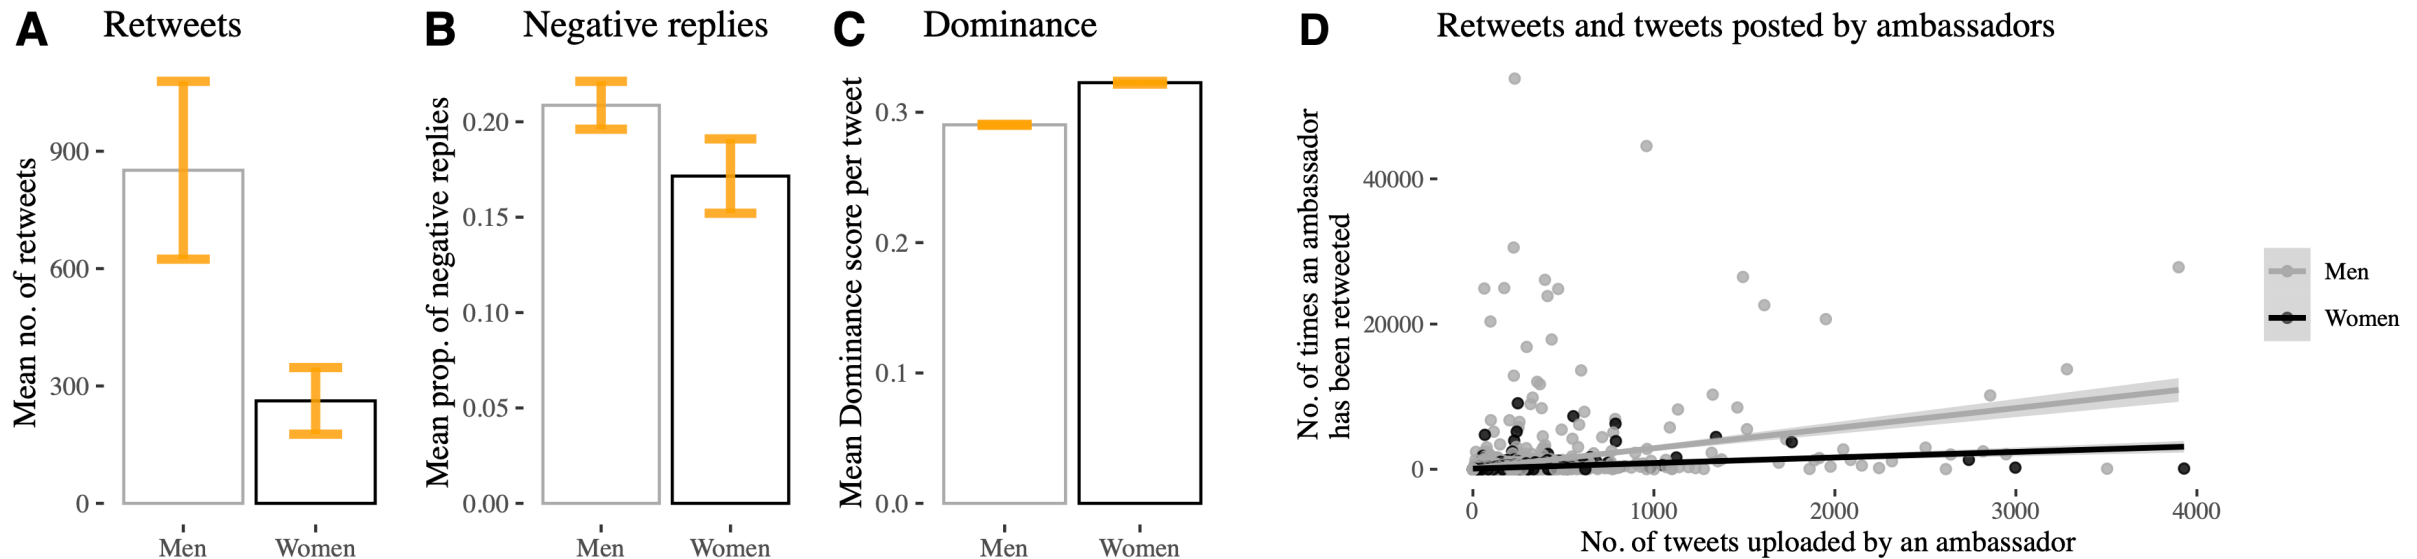 A Retweets
Mean no. of retweets
900
600
300
0
Men Women
B Negative replies
Mean prop. of negative replies
0.20
0.15
0.10
0.05
0.00
Men Women
C Dominance
Mean Dominance score per tweet
0.3
0.2
0.1
0.0
Men Women
D Retweets and tweets posted by ambassadors
No. of times an ambassador
has been retweeted
40000
20000
0
0 1000 2000 3000 4000
No. of tweets uploaded by an ambassador
Men
Women